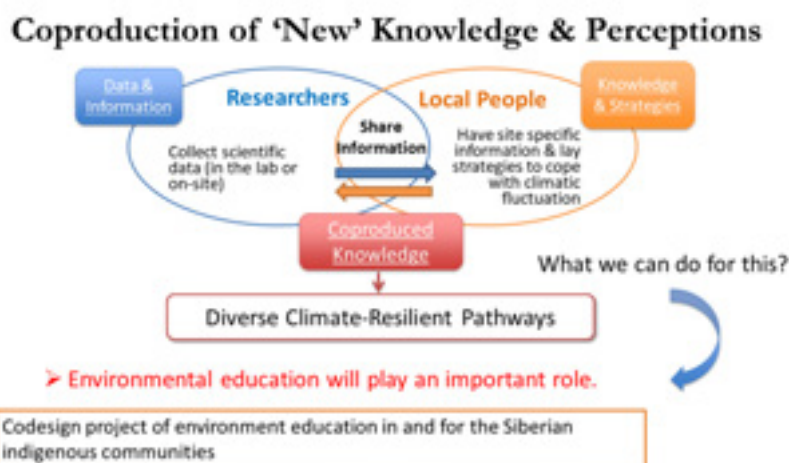 Coproduction of ‘New’ Knowledge & Perceptions
Data &
Information
Researchers
Collect scientific
data (in the lab or
on-site)
Share
Information
Local People
Have site specific
information & lay
strategies to cope
with climatic
fluctuation
Knowledge
& Strategies
Coproduced
Knowledge
What we can do for this?
Diverse Climate-Resilient Pathways
➢ Environmental education will play an important role.
Codesign project of environment education in and for the Siberian
indigenous communities